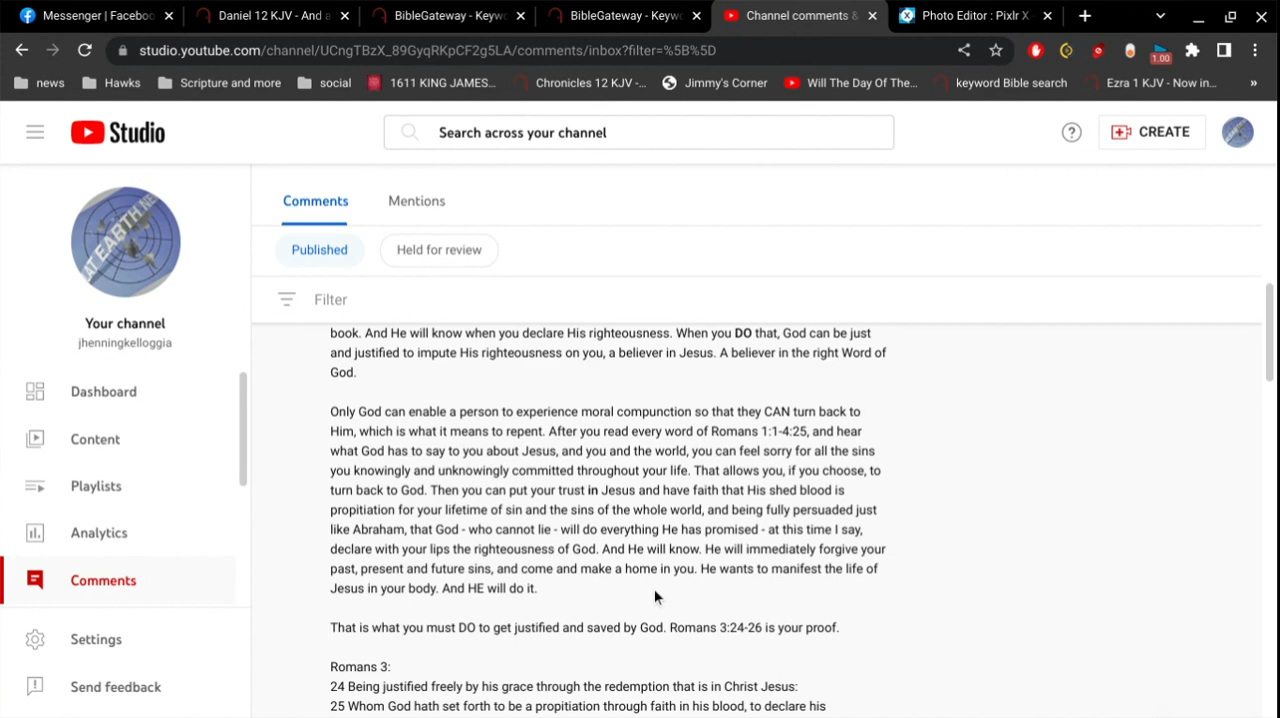 Messenger | Faceboo
Daniel 12 KJV - And a
BibleGateway - Keywo
BibleGateway - Keyw
Channel comments &
Photo Editor : Pixlr X
studio.youtube.com/channel/UCngTBzX_89GyqRKpCF2g5LA/comments/inbox?filter=%5B%5D
1.00
news
Hawks
Scripture and more
social
1611 KING JAMES...
Chronicles 12 KJV -...
Jimmy's Corner
Will The Day Of The...
keyword Bible search
Ezra 1 KJV - Now in...
»
Studio
Search across your channel
CREATE
AT EARTH NE
Your channel
jhenningkelloggia
Dashboard
Content
Playlists
Analytics
Comments
Settings
Send feedback
Comments
Mentions
Published
Held for review
Filter
book. And He will know when you declare His righteousness. When you DO that, God can be just
and justified to impute His righteousness on you, a believer in Jesus. A believer in the right Word of
God.
Only God can enable a person to experience moral compunction so that they CAN turn back to
Him, which is what it means to repent. After you read every word of Romans 1:1-4:25, and hear
what God has to say to you about Jesus, and you and the world, you can feel sorry for all the sins
you knowingly and unknowingly committed throughout your life. That allows you, if you choose, to
turn back to God. Then you can put your trust in Jesus and have faith that His shed blood is
propitiation for your lifetime of sin and the sins of the whole world, and being fully persuaded just
like Abraham, that God - who cannot lie - will do everything He has promised - at this time I say,
declare with your lips the righteousness of God. And He will know. He will immediately forgive your
past, present and future sins, and come and make a home in you. He wants to manifest the life of
Jesus in your body. And HE will do it.
That is what you must DO to get justified and saved by God. Romans 3:24-26 is your proof.
Romans 3:
24 Being justified freely by his grace through the redemption that is in Christ Jesus:
25 Whom God hath set forth to be a propitiation through faith in his blood, to declare his